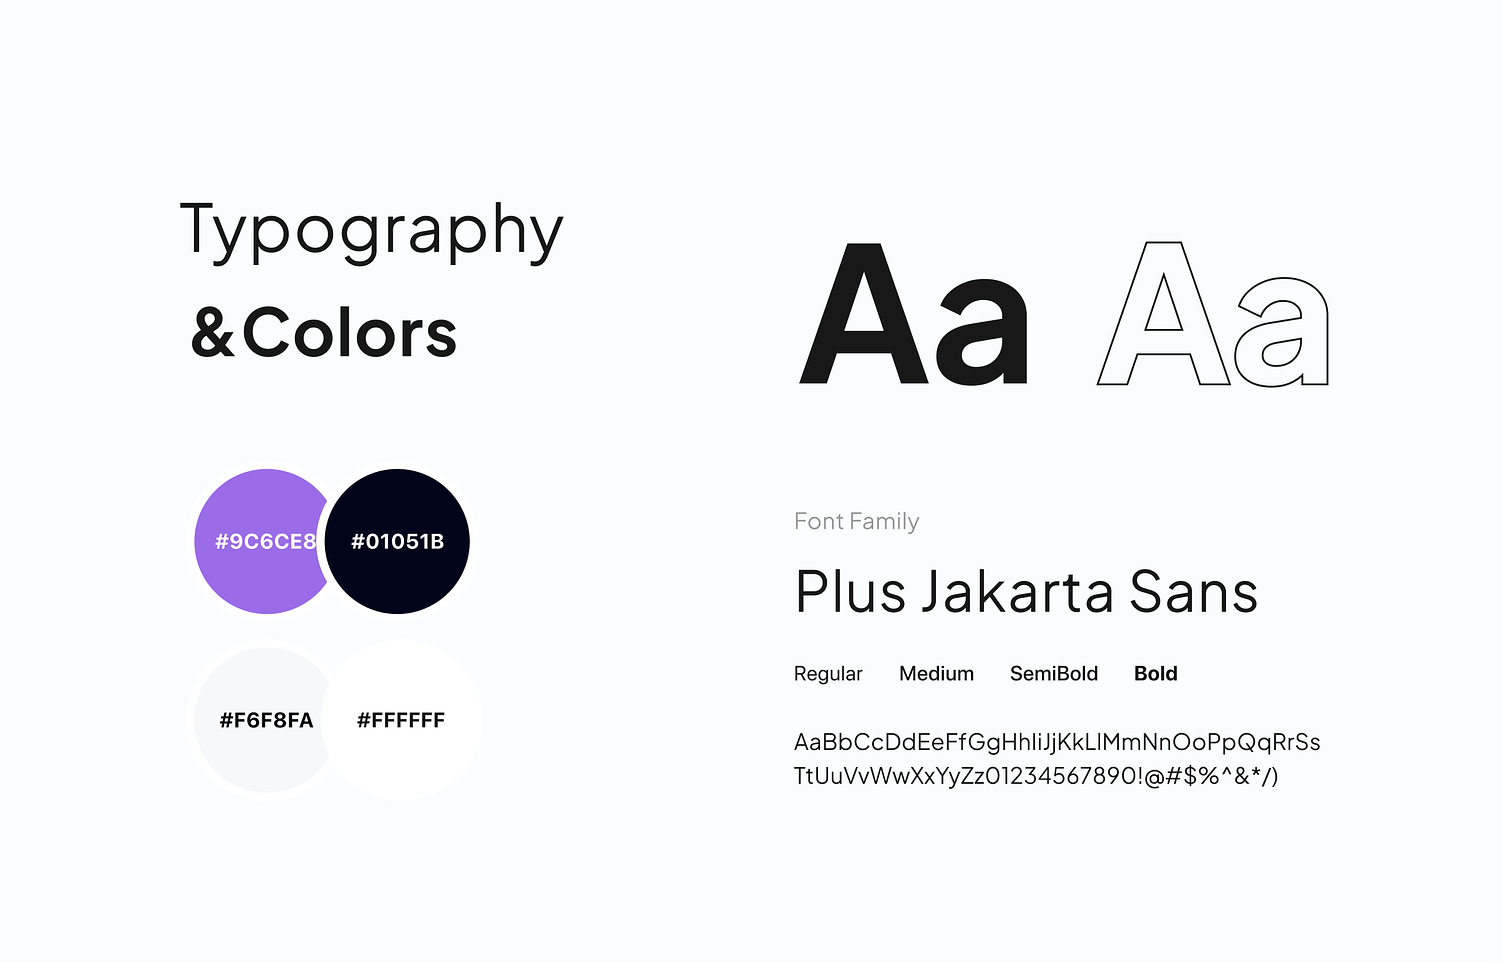 Typography
&Colors
#9C6CE8
#01051B
#F6F8FA
#FFFFFF
Aa Aa
Font Family
Plus Jakarta Sans
Regular Medium SemiBold Bold
AaBbCcDdEeFfGgHhIiJjKkLlMmNnOoPpQqRrSs
TtUuVvWwXxYyZz01234567890!@#$%^&*/)